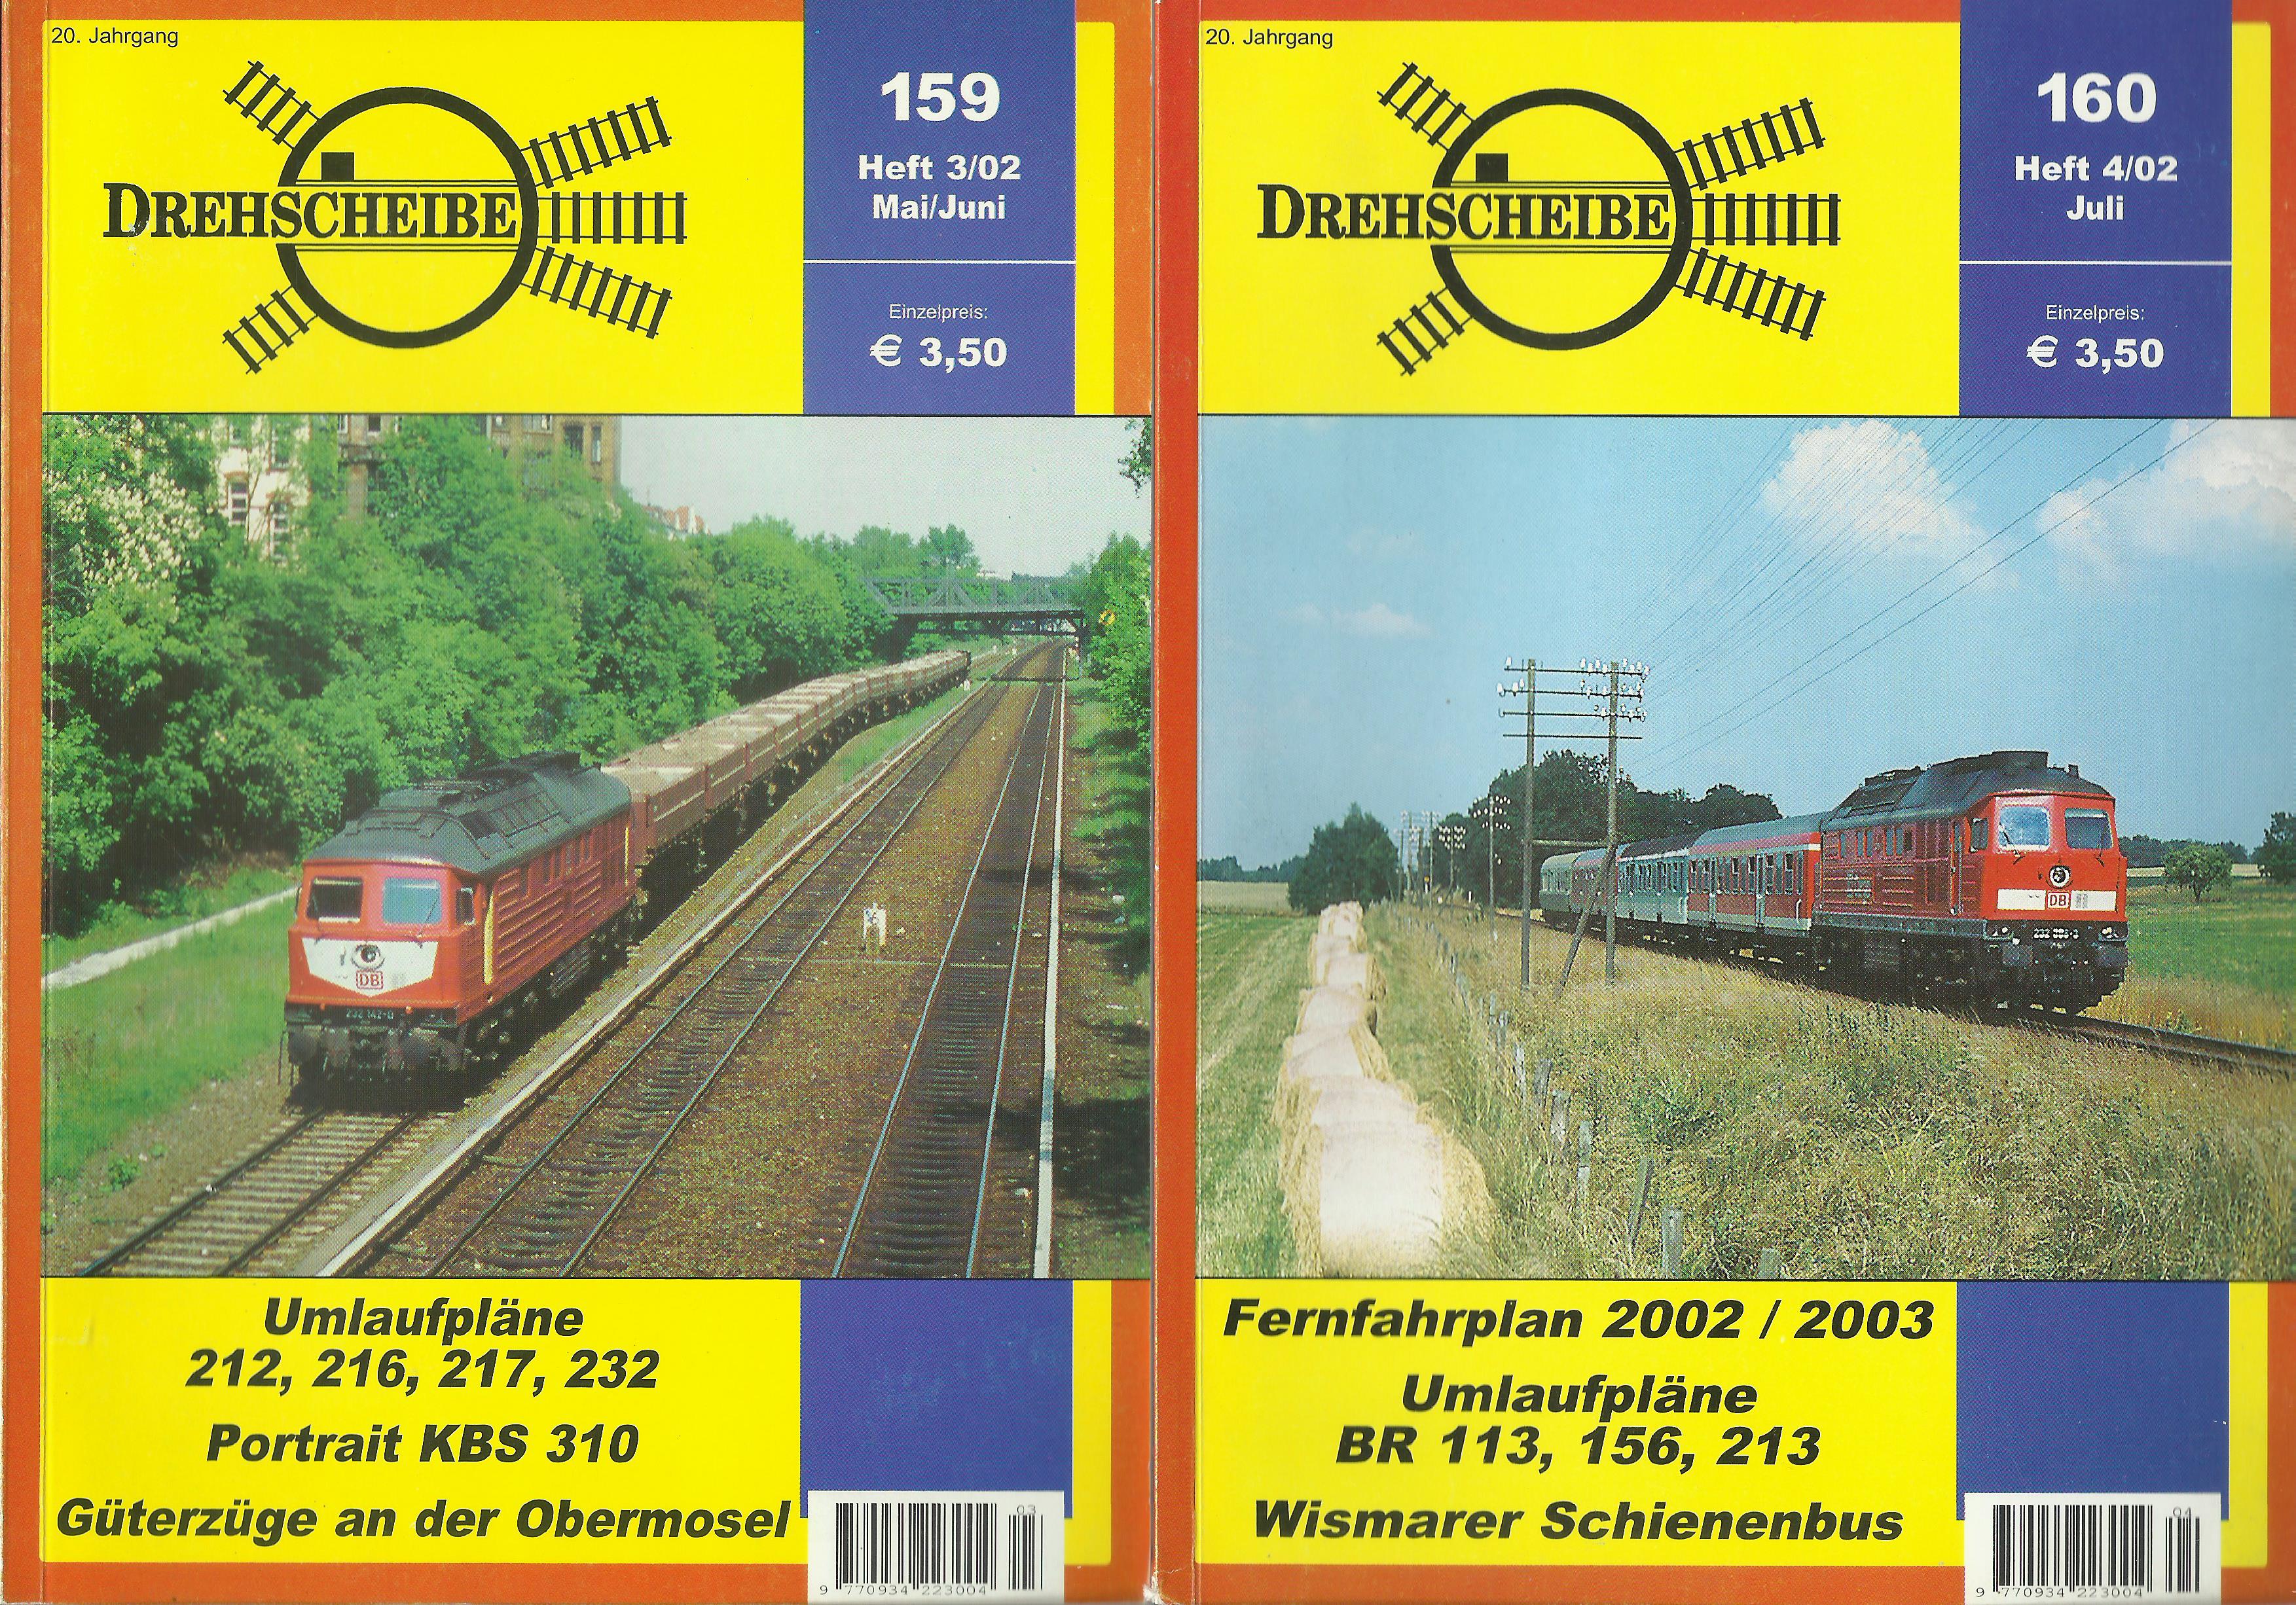 20. Jahrgang
DREHSCHEIBE
159
Heft 3/02
Mai/Juni
Einzelpreis:
€ 3,50
DB
232 142-0
Umlaufpläne
212, 216, 217, 232
Portrait KBS 310
Güterzüge an der Obermosel
03
9 770934 223004
20. Jahrgang
DREHSCHEIBE
160
Heft 4/02
Juli
Einzelpreis:
€ 3,50
DB
Fernfahrplan 2002 / 2003
Umlaufpläne
BR 113, 156, 213
Wismarer Schienenbus
04
9 770934 223004